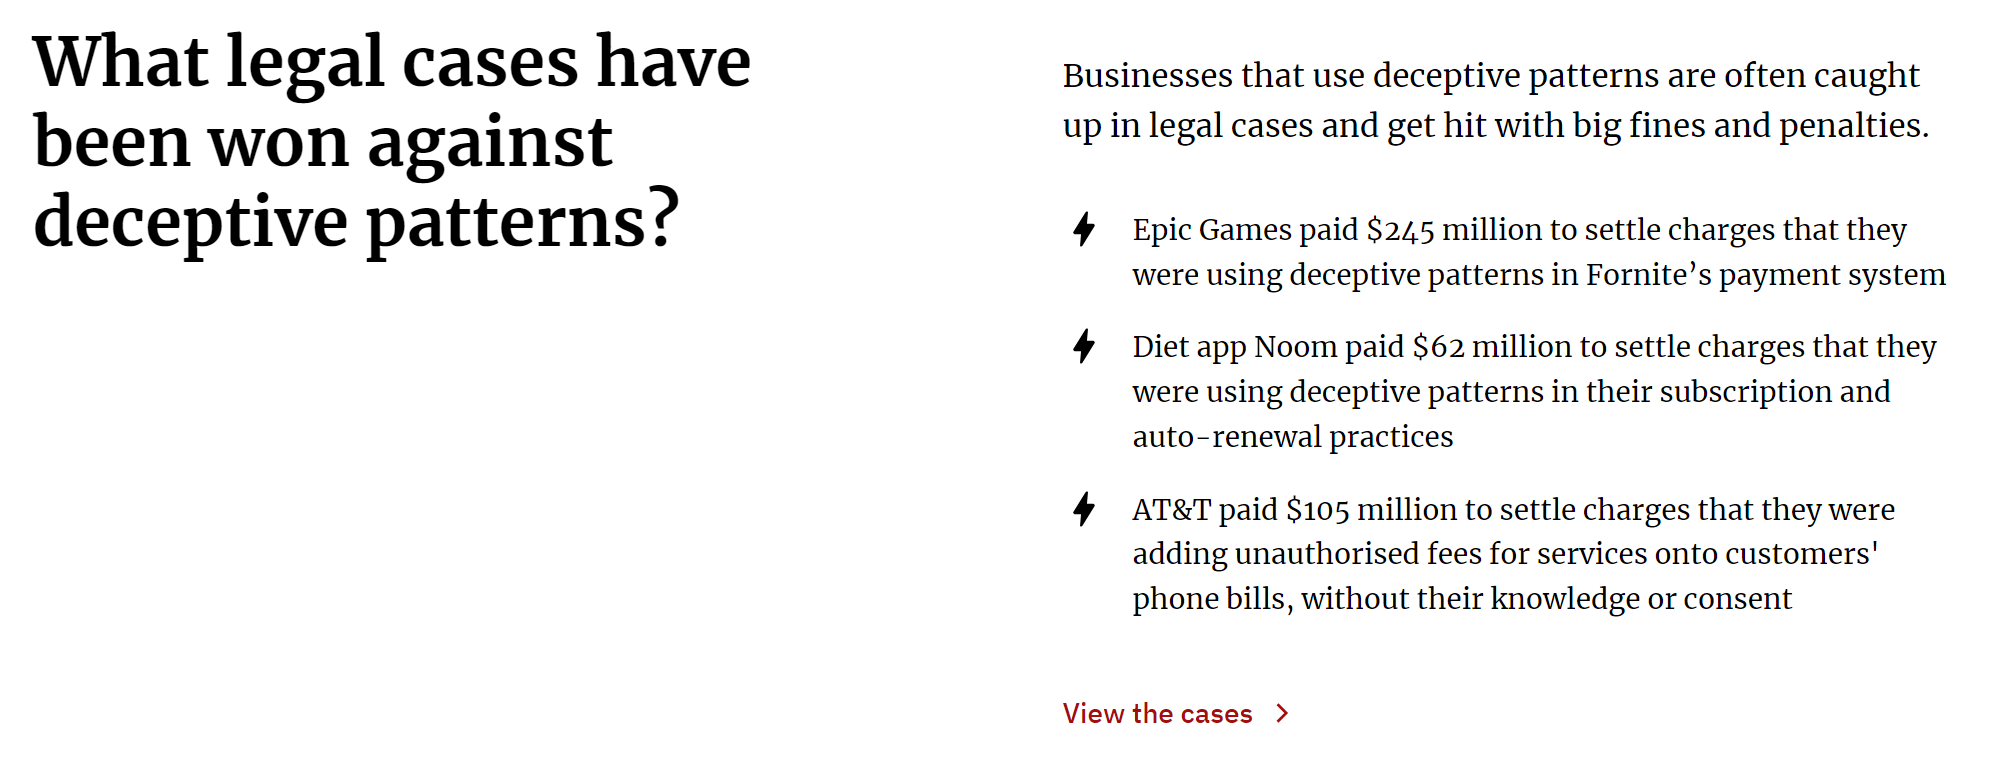 What legal cases have
been won against
deceptive patterns?
Businesses that use deceptive patterns are often caught
up in legal cases and get hit with big fines and penalties.
Epic Games paid $245 million to settle charges that they
were using deceptive patterns in Fornite’s payment system
Diet app Noom paid $62 million to settle charges that they
were using deceptive patterns in their subscription and
auto-renewal practices
AT&T paid $105 million to settle charges that they were
adding unauthorised fees for services onto customers'
phone bills, without their knowledge or consent
View the cases